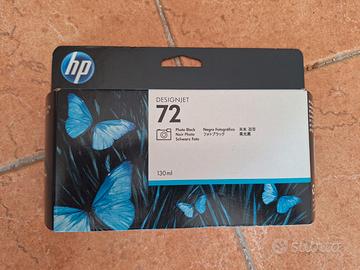 hp
DESIGNJET
72
Photo Black Negro Fotográfico
Noir Photo フォトブラック
Schwarz Foto
130 ml
subito